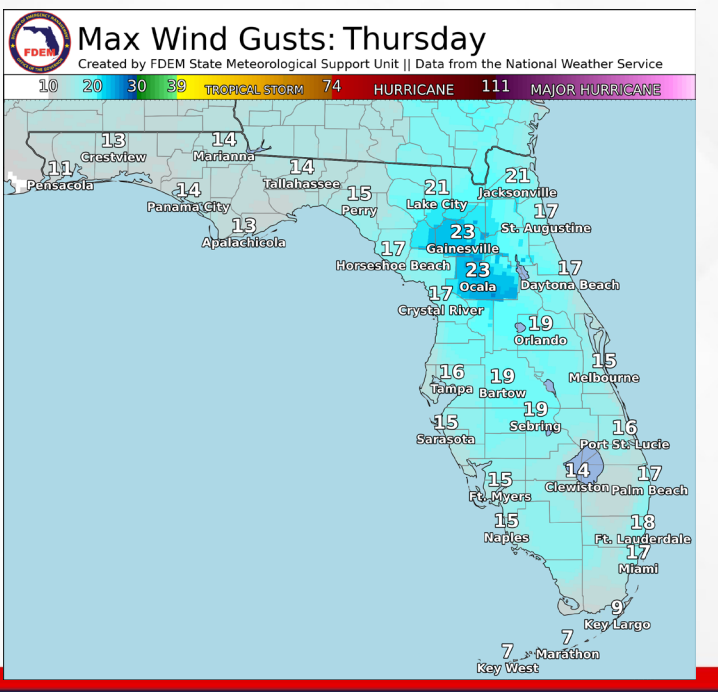 FDEM
Max Wind Gusts: Thursday
Created by FDEM State Meteorological Support Unit || Data from the National Weather Service
10 20 30 39 TROPICAL STORM 74 HURRICANE 111 MAJOR HURRICANE
13
Crestview
14
Marianna
11
Pensacola
14
Tallahassee
14
Panama City
15
Perry
21
Lake City
21
Jacksonville
13
Apalachicola
17
St. Augustine
23
Gainesville
17
Horseshoe Beach
23
Ocala
17
Daytona Beach
17
Crystal River
19
Orlando
15
Melbourne
16
Tampa
19
Bartow
19
Sebring
15
Sarasota
16
Port St. Lucie
14
Clewiston
17
Palm Beach
15
Ft. Myers
15
Naples
18
Ft. Lauderdale
17
Miami
9
Key Largo
7
Marathon
7
Key West